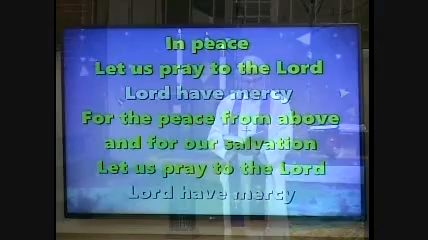 In peace
Let us pray to the Lord
Lord have mercy
For the peace from above
and for our salvation
Let us pray to the Lord
Lord have mercy